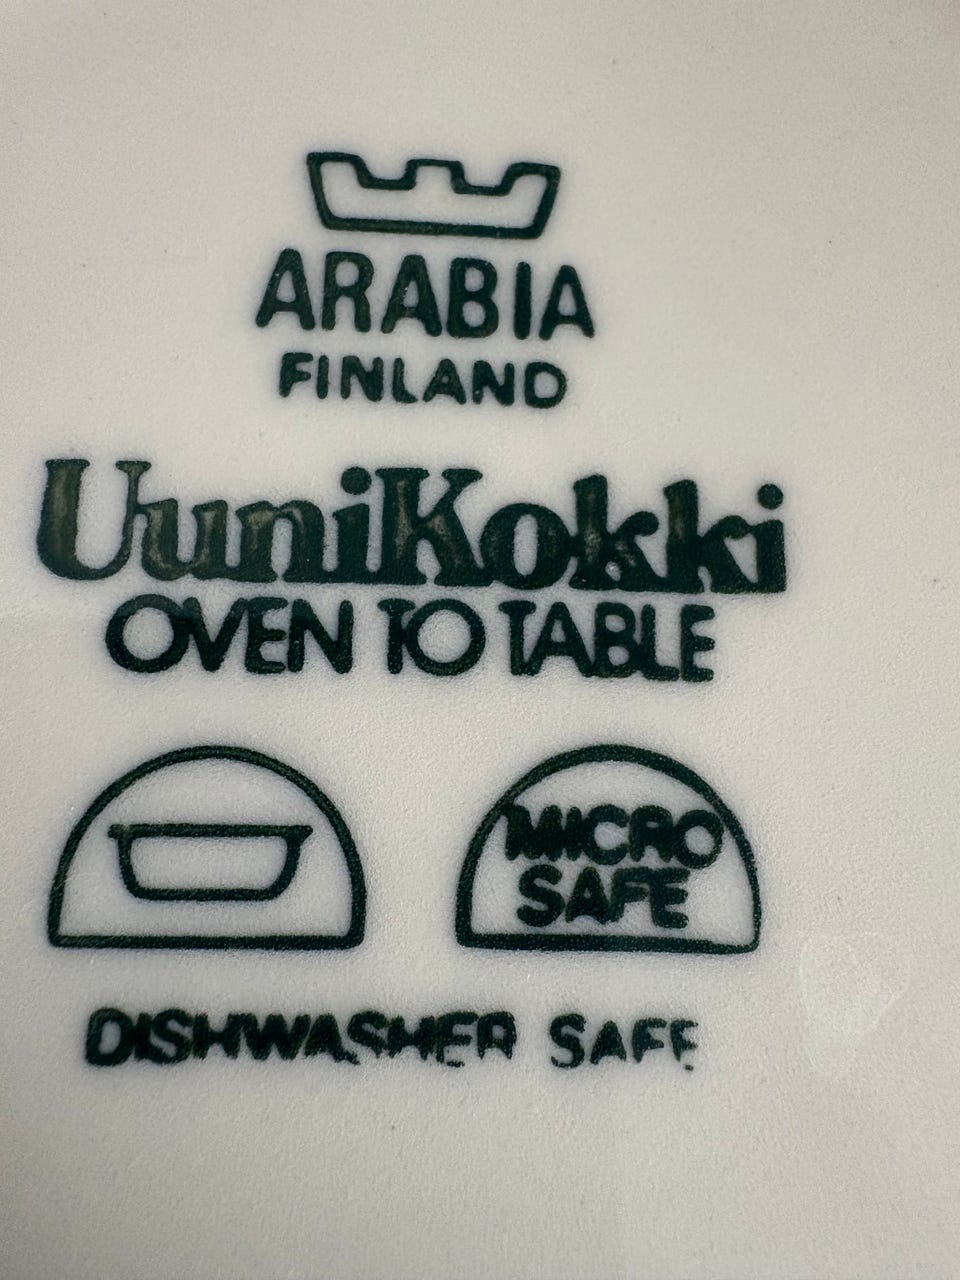 ARABIA
FINLAND
UuniKokki
OVEN TO TABLE
MICRO
SAFE
DISHWASHER SAFE